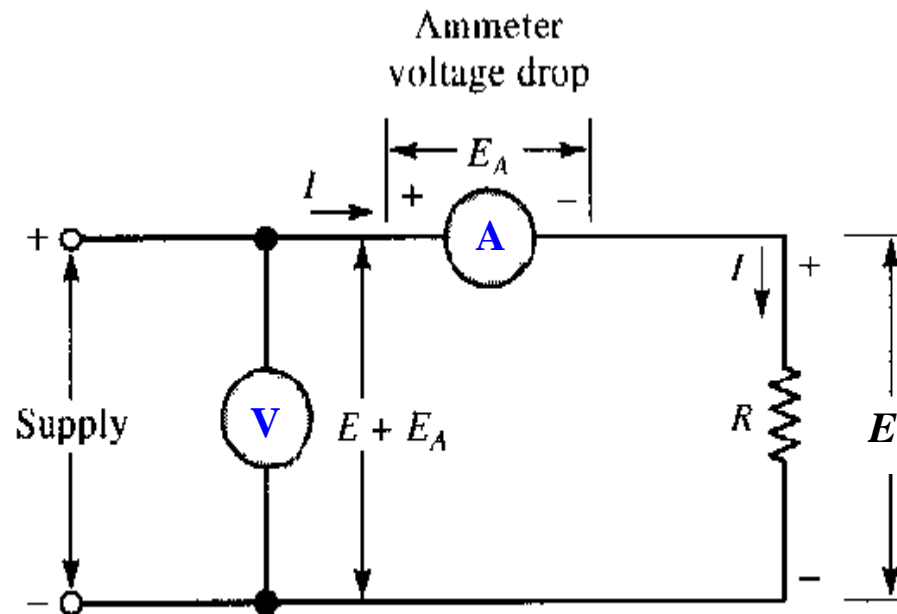 Ammeter
voltage drop
E_A
I
+ −
A
+
I
+
Supply
V
E + E_A
R
E
−
−